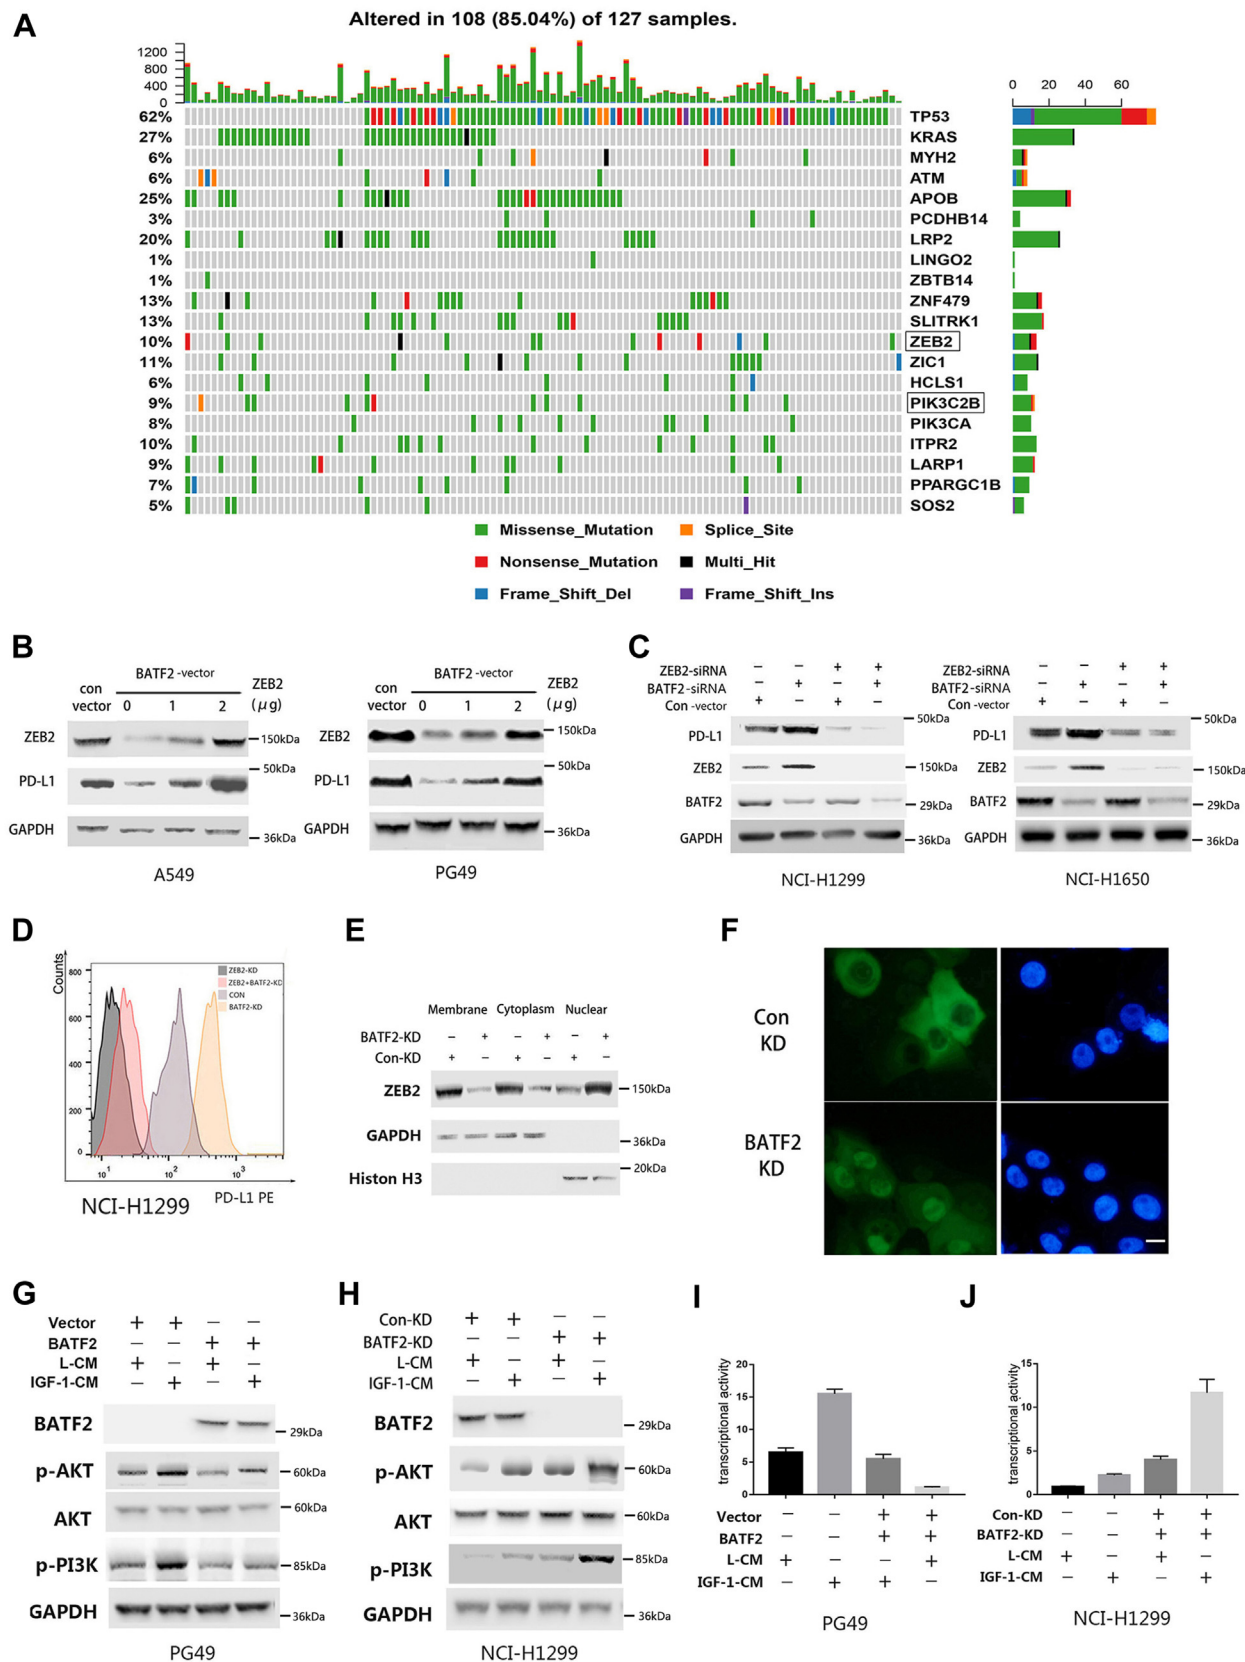 A
Altered in 108 (85.04%) of 127 samples.
1200
800
400
0
0 20 40 60
62% TP53
27% KRAS
6% MYH2
6% ATM
25% APOB
3% PCDHB14
20% LRP2
1% LINGO2
1% ZBTB14
13% ZNF479
13% SLITRK1
10% ZEB2
11% ZIC1
6% HCLS1
9% PIK3C2B
8% PIK3CA
10% ITPR2
9% LARP1
7% PPARGC1B
5% SOS2
Missense_Mutation Splice_Site
Nonsense_Mutation Multi_Hit
Frame_Shift_Del Frame_Shift_Ins
B
con vector BATF2-vector ZEB2
0 1 2 (μg)
ZEB2 150kDa
50kDa
PD-L1
GAPDH 36kDa
A549
con vector BATF2-vector ZEB2
0 1 2 (μg)
ZEB2 150kDa
50kDa
PD-L1
GAPDH 36kDa
PG49
C
ZEB2-siRNA − − + +
BATF2-siRNA − + − +
Con-vector + − + −
50kDa
PD-L1
ZEB2 150kDa
BATF2 29kDa
GAPDH 36kDa
NCI-H1299
ZEB2-siRNA − − + +
BATF2-siRNA − + − +
Con-vector + − + −
50kDa
PD-L1
ZEB2 150kDa
BATF2 29kDa
GAPDH 36kDa
NCI-H1650
D
Counts
800
600
400
200
0
ZEB2-KD
ZEB2+BATF2-KD
CON
BATF2-KD
10¹ 10² 10³
NCI-H1299 PD-L1 PE
E
Membrane Cytoplasm Nuclear
BATF2-KD − + − + − +
Con-KD + − + − + −
ZEB2 150kDa
GAPDH 36kDa
20kDa
Histon H3
F
Con KD
BATF2 KD
G
Vector + + − −
BATF2 − − + +
L-CM + − + −
IGF-1-CM − + − +
BATF2 29kDa
p-AKT 60kDa
AKT 60kDa
p-PI3K 85kDa
GAPDH 36kDa
PG49
H
Con-KD + + − −
BATF2-KD − − + +
L-CM + − + −
IGF-1-CM − + − +
BATF2 29kDa
p-AKT 60kDa
AKT 60kDa
p-PI3K 85kDa
GAPDH 36kDa
NCI-H1299
I
transcriptional activity
20
15
10
5
0
Vector − − + +
BATF2 − − + +
L-CM + − − +
IGF-1-CM − + + −
PG49
J
transcriptional activity
15
10
5
0
Con-KD − − + +
BATF2-KD − − + +
L-CM + − + −
IGF-1-CM − + − +
NCI-H1299